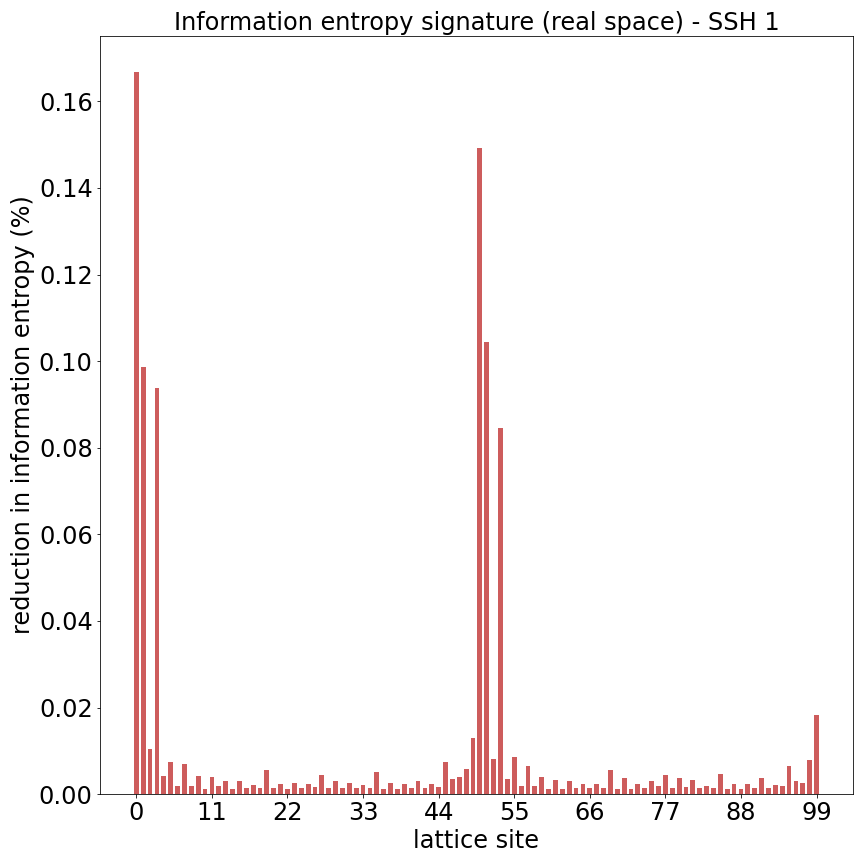 Information entropy signature (real space) - SSH 1
reduction in information entropy (%)
0.16
0.14
0.12
0.10
0.08
0.06
0.04
0.02
0.00
0 11 22 33 44 55 66 77 88 99
lattice site